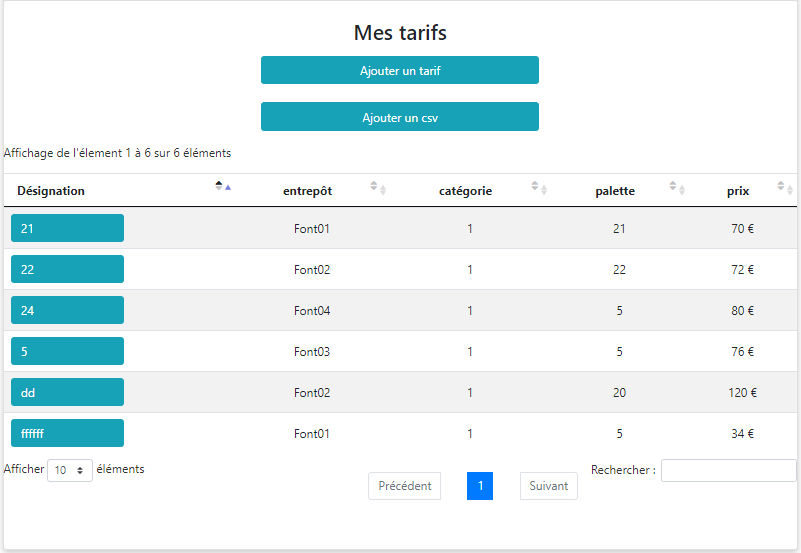 Mes tarifs
Ajouter un tarif
Ajouter un csv
Affichage de l'élement 1 à 6 sur 6 éléments
Désignation entrepôt catégorie palette prix
21 Font01 1 21 70 €
22 Font02 1 22 72 €
24 Font04 1 5 80 €
5 Font03 1 5 76 €
dd Font02 1 20 120 €
ffffff Font01 1 5 34 €
Afficher 10 éléments Rechercher :
Précédent 1 Suivant